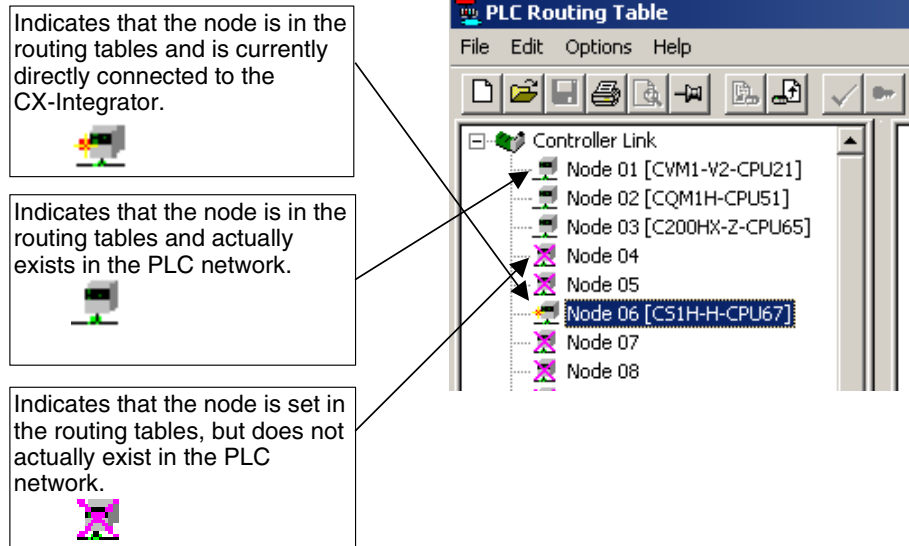 Indicates that the node is in the
routing tables and is currently
directly connected to the
CX-Integrator.
Indicates that the node is in the
routing tables and actually
exists in the PLC network.
Indicates that the node is set in
the routing tables, but does not
actually exist in the PLC
network.
PLC Routing Table
File Edit Options Help
Controller Link
Node 01 [CVM1-V2-CPU21]
Node 02 [CQM1H-CPU51]
Node 03 [C200HX-Z-CPU65]
Node 04
Node 05
Node 06 [CS1H-H-CPU67]
Node 07
Node 08